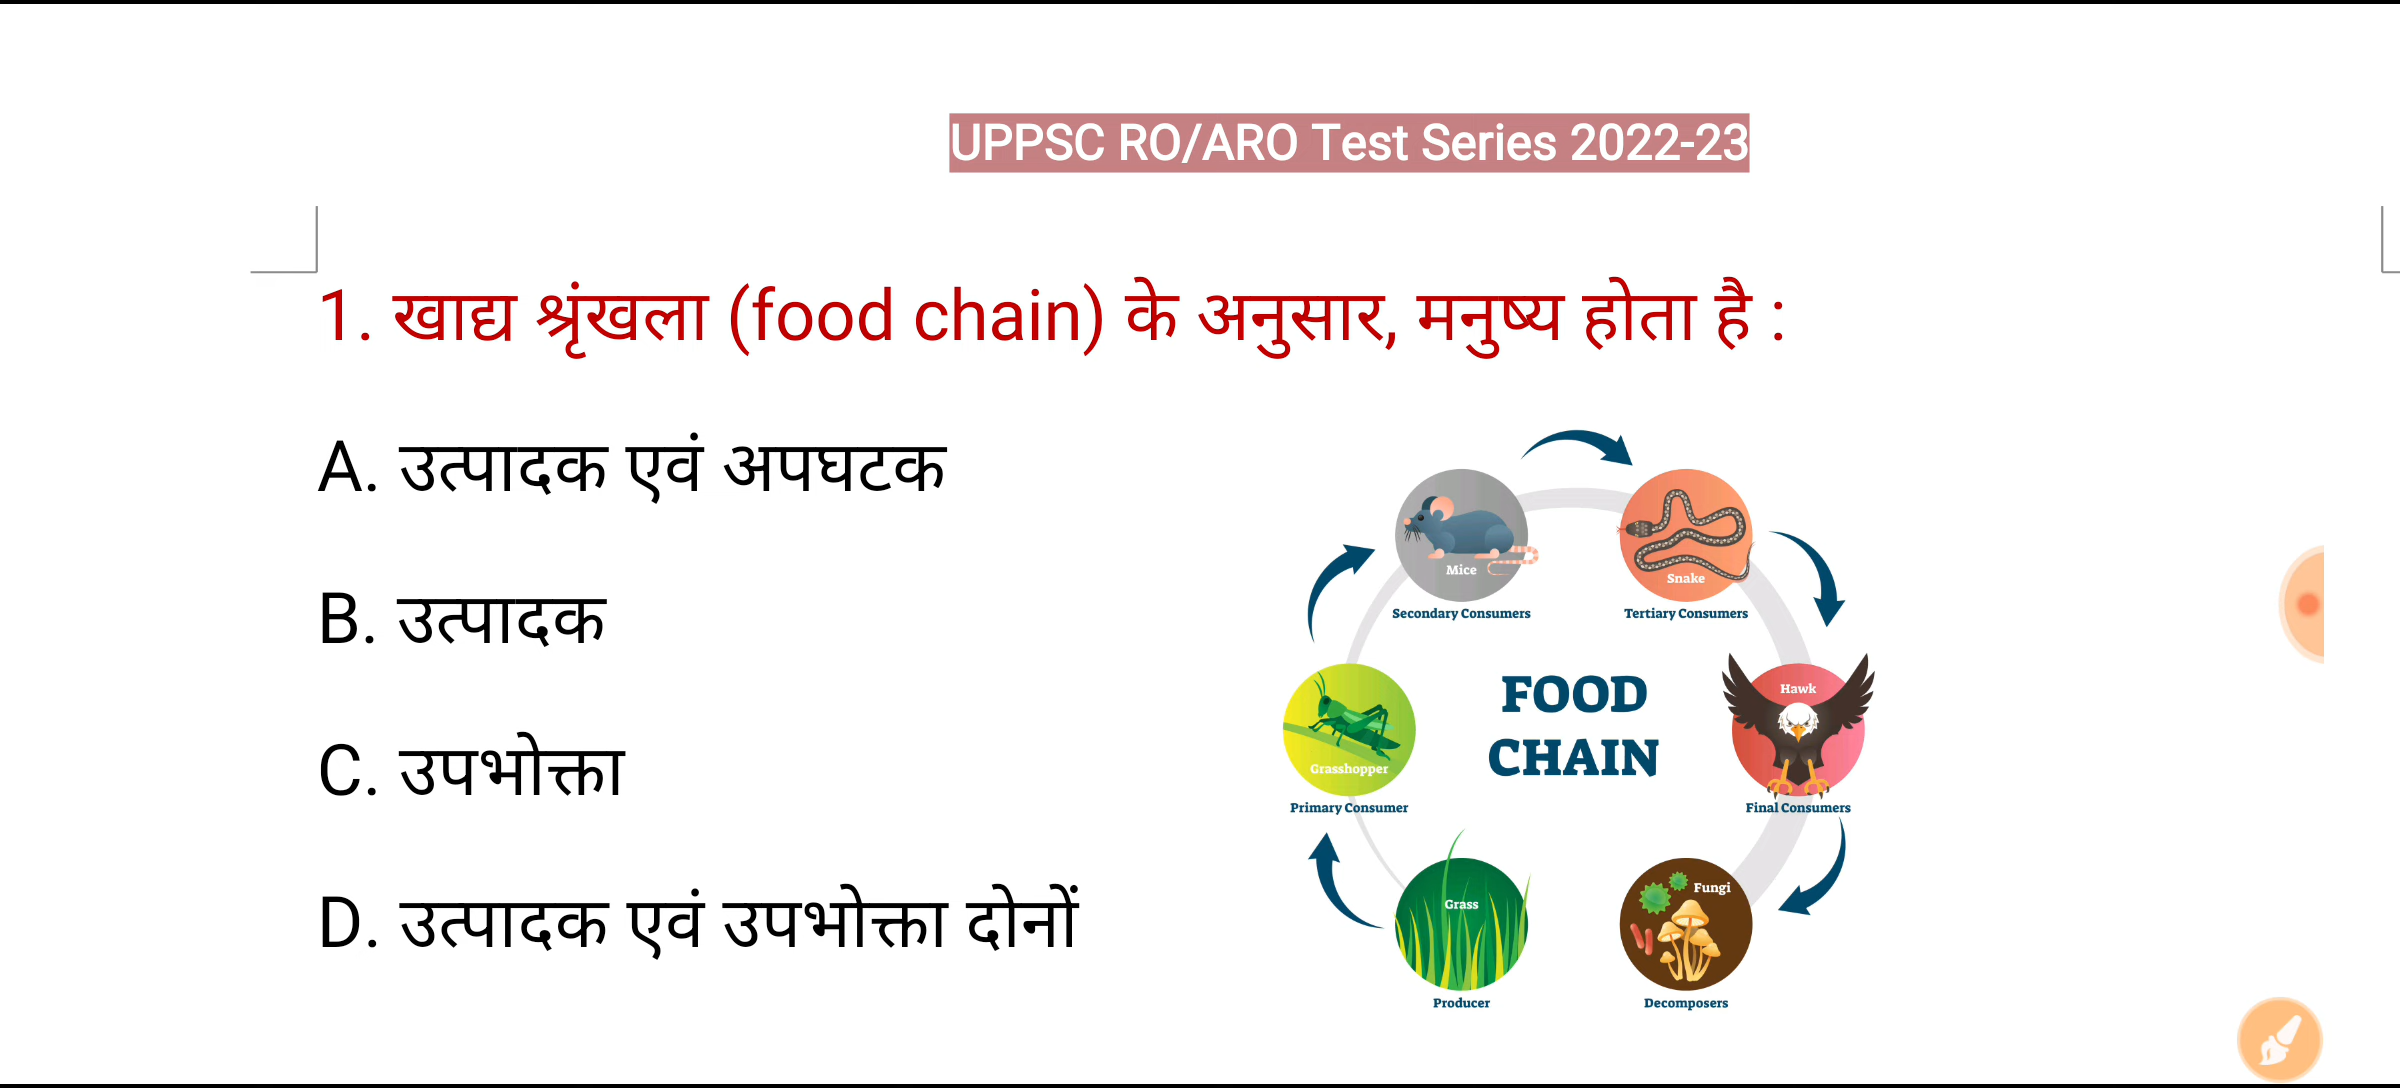 UPPSC RO/ARO Test Series 2022-23
1. खाद्य श्रृंखला (food chain) के अनुसार, मनुष्य होता है :
A. उत्पादक एवं अपघटक
B. उत्पादक
C. उपभोक्ता
D. उत्पादक एवं उपभोक्ता दोनों
Mice
Secondary Consumers
Snake
Tertiary Consumers
Grasshopper
Primary Consumer
FOOD
CHAIN
Hawk
Final Consumers
Grass
Producer
Fungi
Decomposers